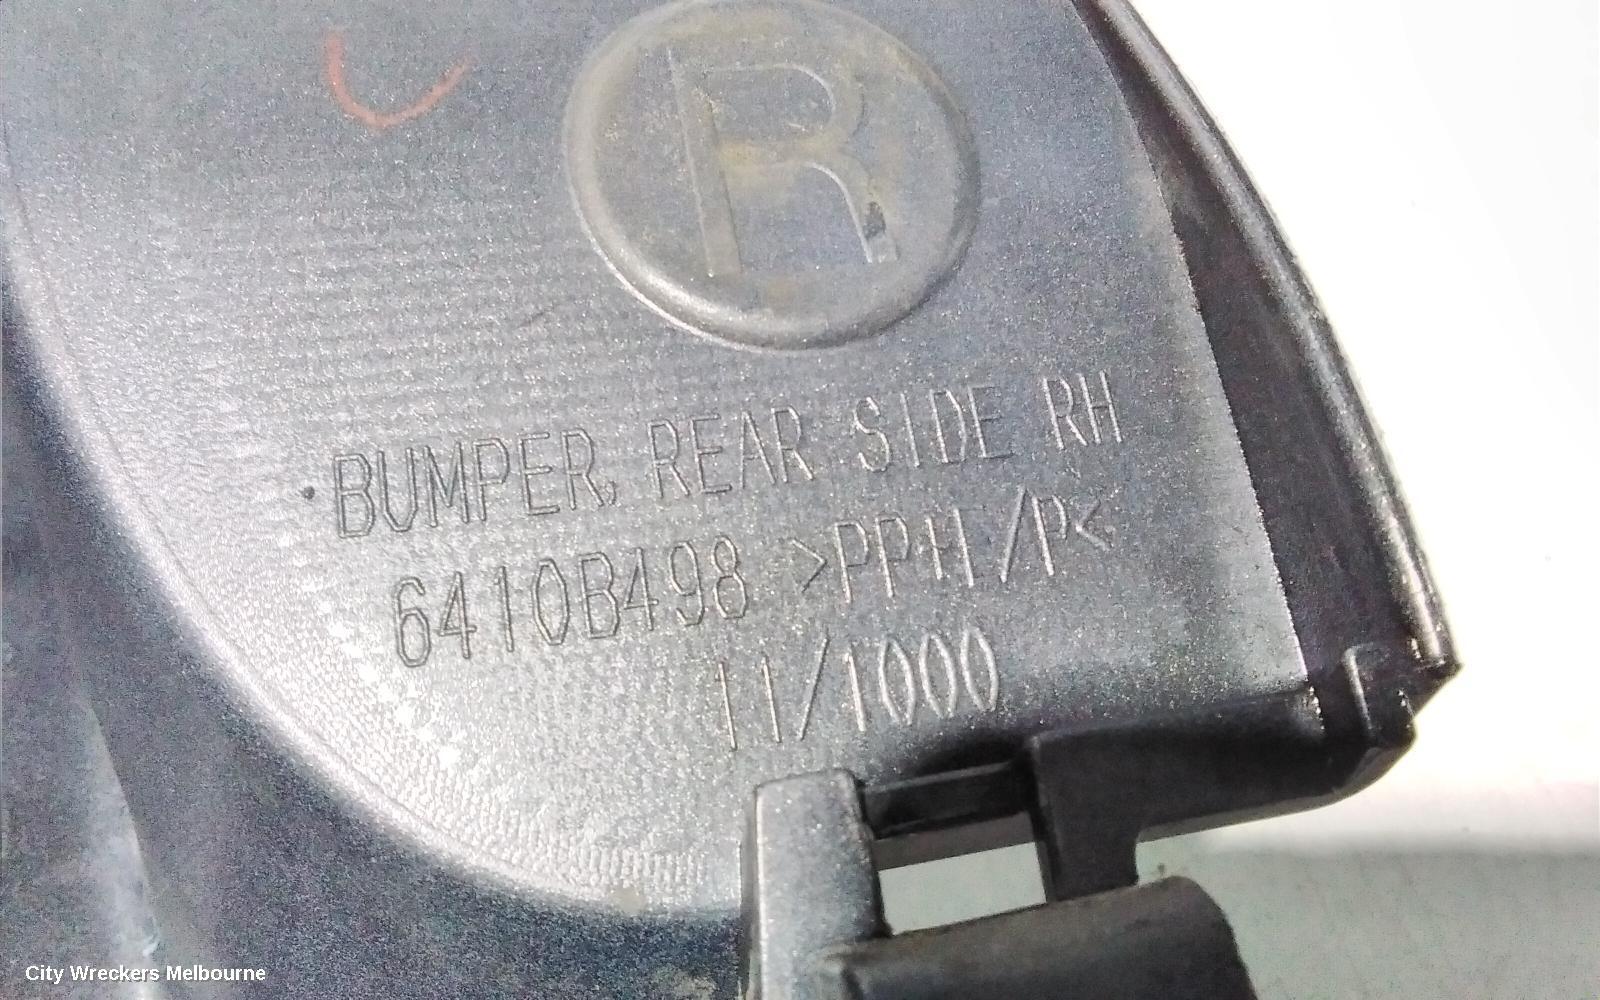 R
BUMPER, REAR SIDE RH
6410B498 >PP+H/P<
11/1000
City Wreckers Melbourne